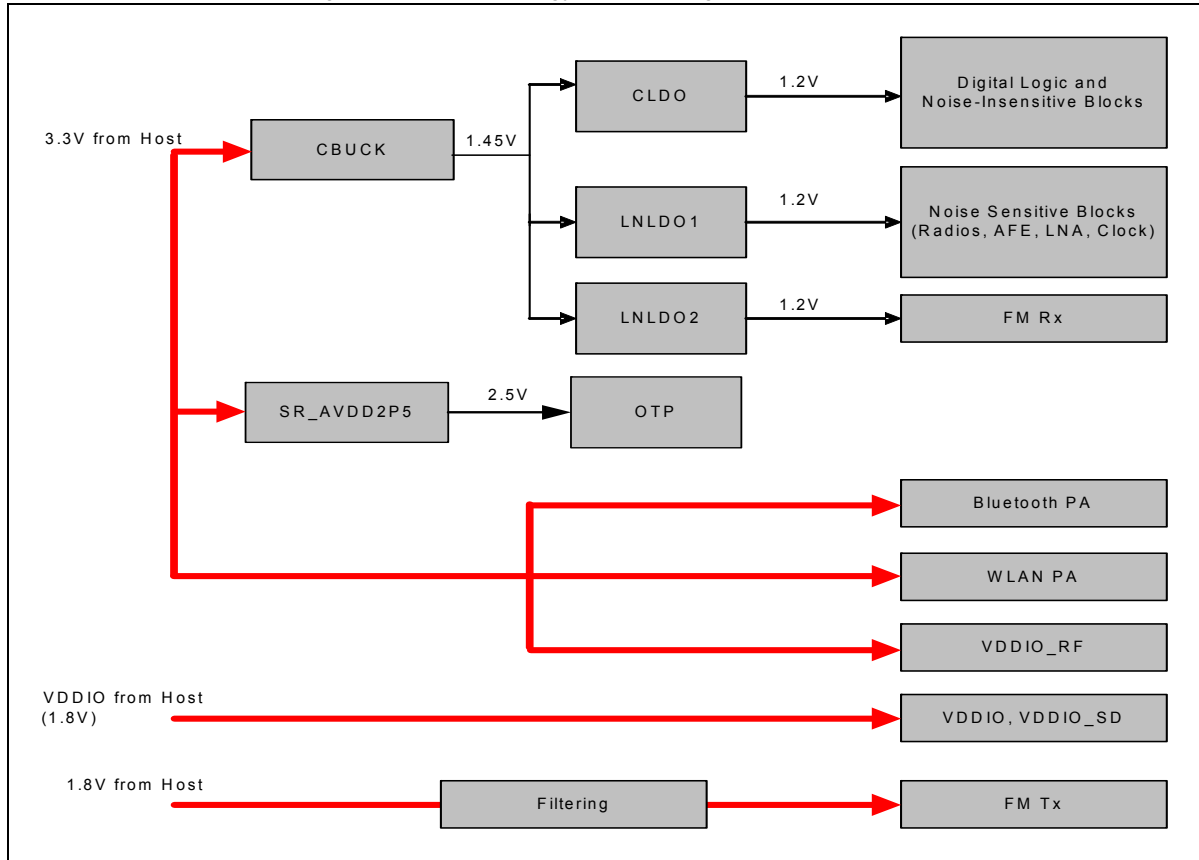 CLDO
1.2V
Digital Logic and
Noise-Insensitive Blocks
3.3V from Host
CBUCK
1.45V
LNLDO1
1.2V
Noise Sensitive Blocks
(Radios, AFE, LNA, Clock)
LNLDO2
1.2V
FM Rx
SR_AVDD2P5
2.5V
OTP
Bluetooth PA
WLAN PA
VDDIO_RF
VDDIO from Host
(1.8V)
VDDIO, VDDIO_SD
1.8V from Host
Filtering
FM Tx